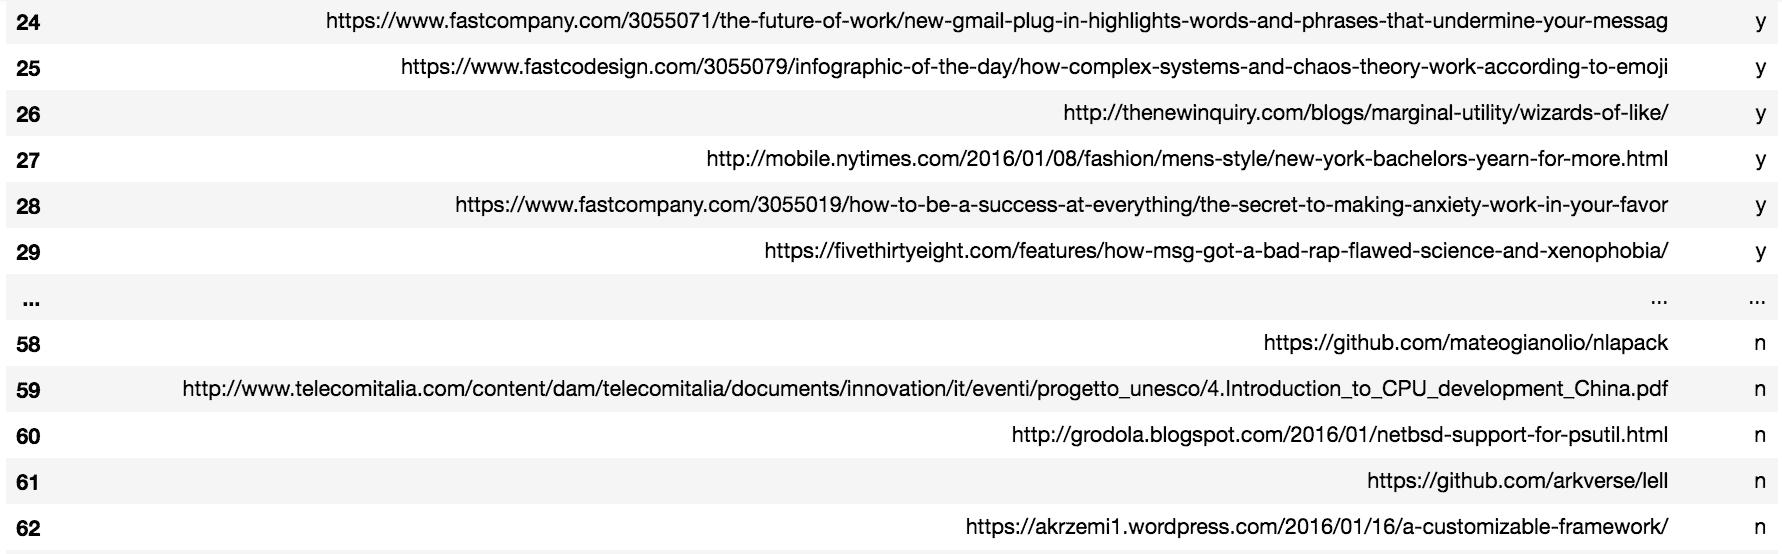 24 https://www.fastcompany.com/3055071/the-future-of-work/new-gmail-plug-in-highlights-words-and-phrases-that-undermine-your-messag y
25 https://www.fastcodesign.com/3055079/infographic-of-the-day/how-complex-systems-and-chaos-theory-work-according-to-emoji y
26 http://thenewinquiry.com/blogs/marginal-utility/wizards-of-like/ y
27 http://mobile.nytimes.com/2016/01/08/fashion/mens-style/new-york-bachelors-yearn-for-more.html y
28 https://www.fastcompany.com/3055019/how-to-be-a-success-at-everything/the-secret-to-making-anxiety-work-in-your-favor y
29 https://fivethirtyeight.com/features/how-msg-got-a-bad-rap-flawed-science-and-xenophobia/ y
... ... ...
58 https://github.com/mateogianolio/nlapack n
59 http://www.telecomitalia.com/content/dam/telecomitalia/documents/innovation/it/eventi/progetto_unesco/4.Introduction_to_CPU_development_China.pdf n
60 http://grodola.blogspot.com/2016/01/netbsd-support-for-psutil.html n
61 https://github.com/arkverse/lell n
62 https://akrzemi1.wordpress.com/2016/01/16/a-customizable-framework/ n